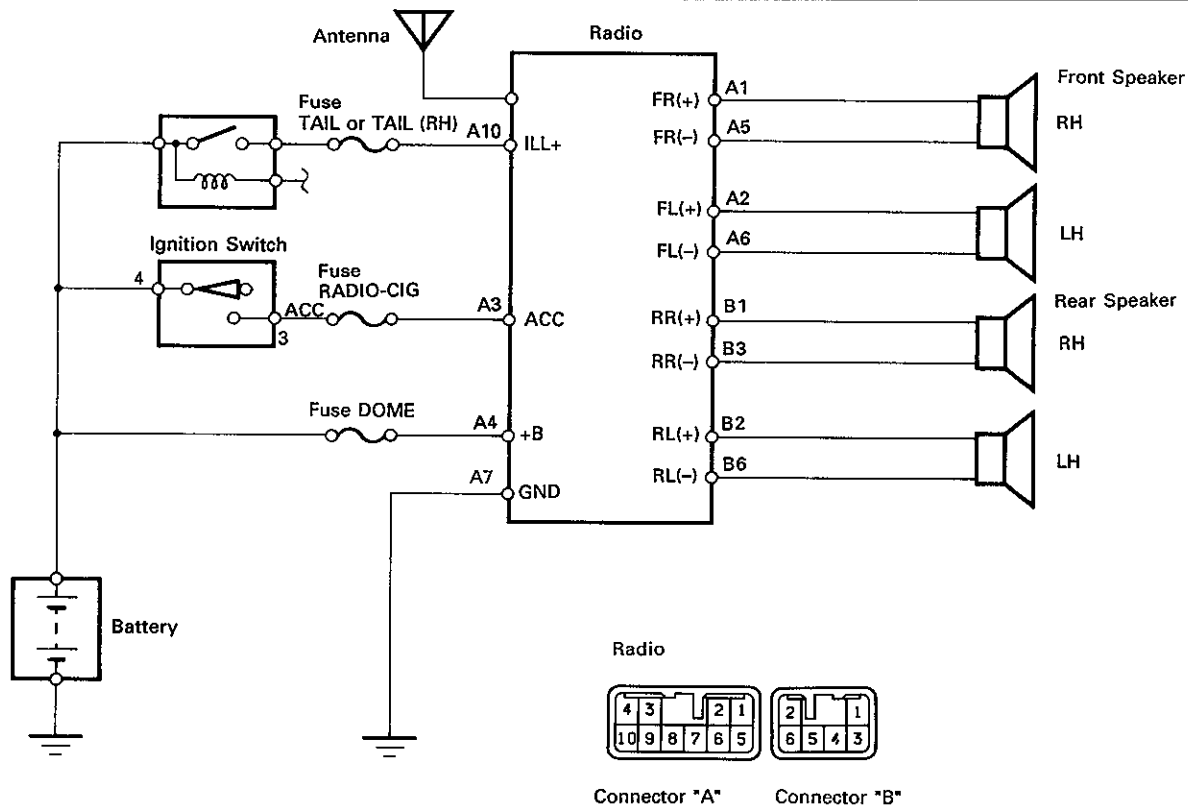 Antenna
Radio
Fuse
TAIL or TAIL (RH)
A10
ILL+
Ignition Switch
4
ACC
3
Fuse
RADIO-CIG
A3
ACC
Fuse DOME
A4
+B
A7
GND
Battery
FR(+)
A1
FR(−)
A5
Front Speaker
RH
FL(+)
A2
FL(−)
A6
LH
RR(+)
B1
RR(−)
B3
Rear Speaker
RH
RL(+)
B2
RL(−)
B6
LH
Radio
4 3 2 1
10 9 8 7 6 5
2 1
6 5 4 3
Connector "A"
Connector "B"